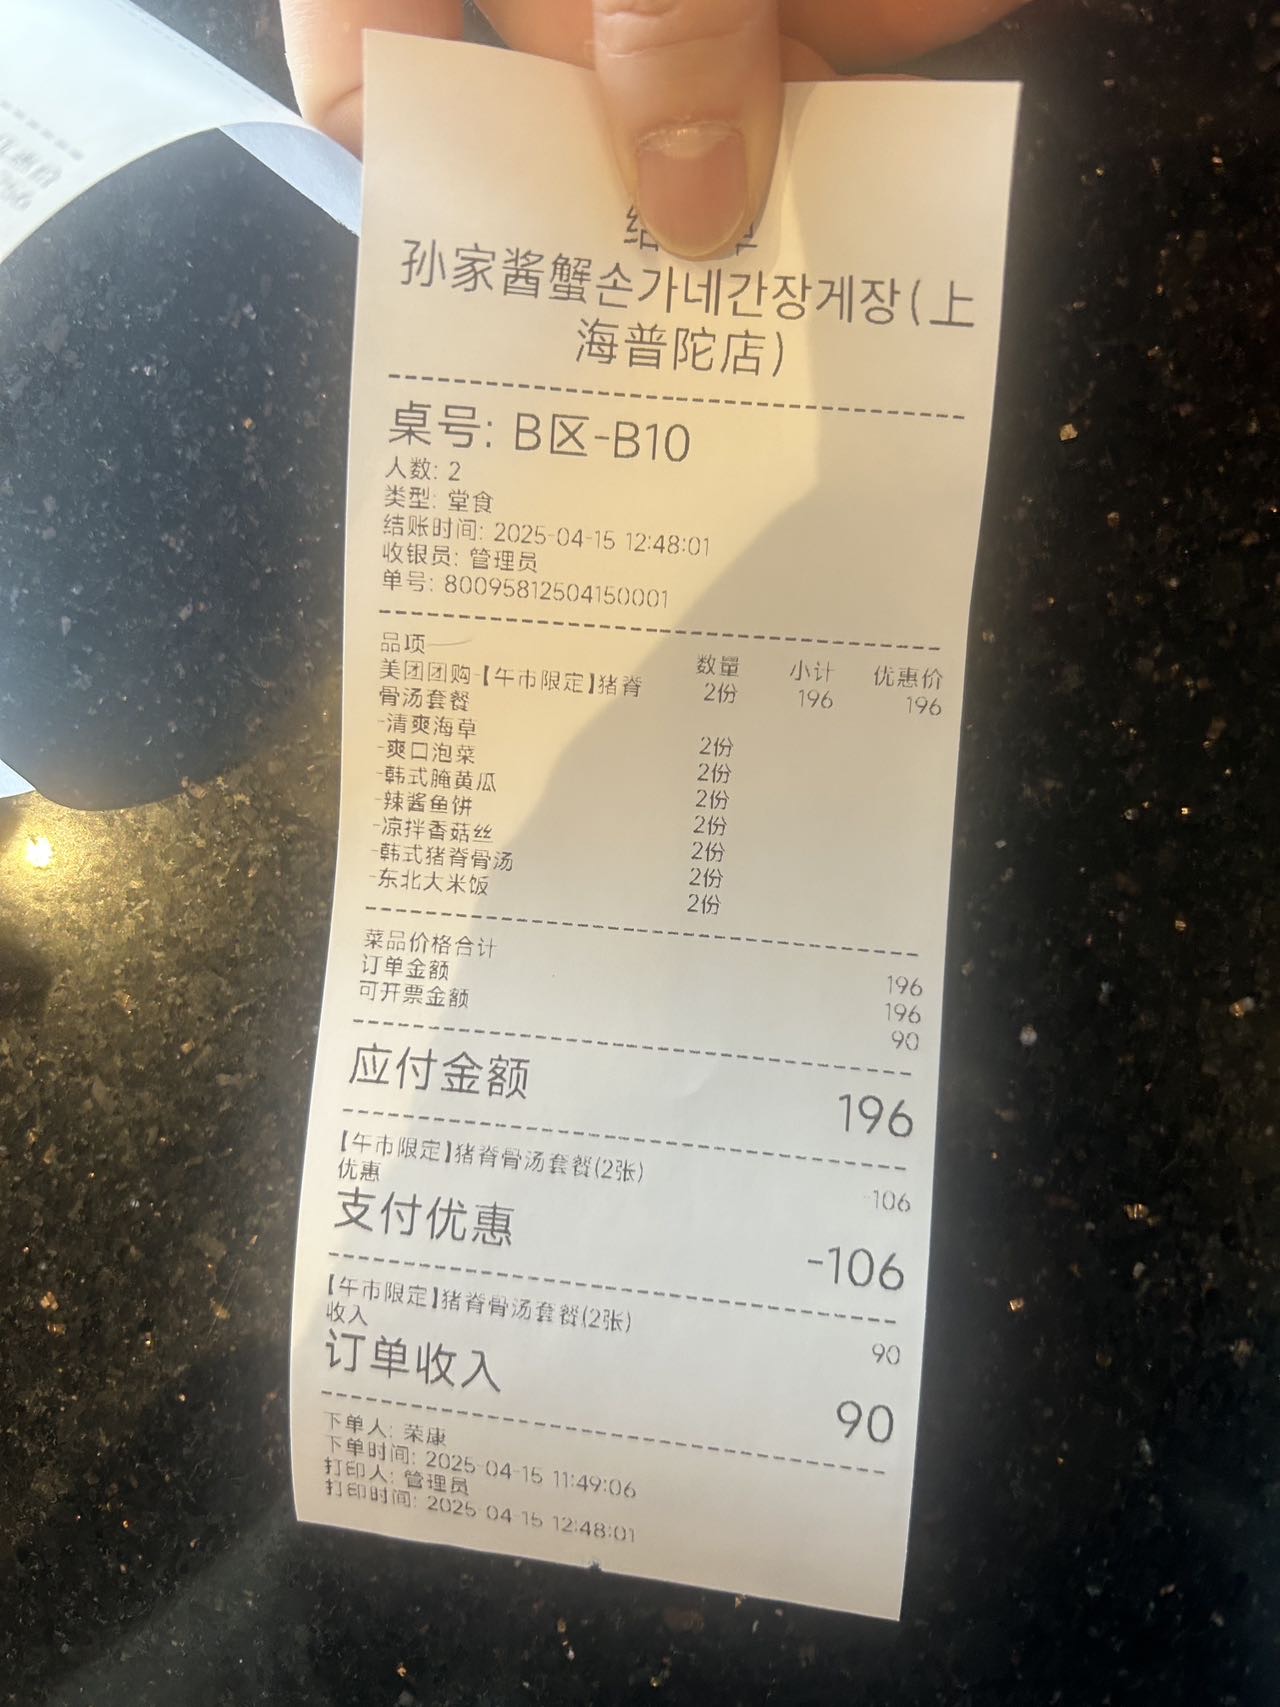 孙家酱蟹손가네간장게장(上
海普陀店)
桌号: B区-B10
人数: 2
类型: 堂食
结账时间: 2025-04-15 12:48:01
收银员: 管理员
单号: 80095812504150001
品项 数量 小计 优惠价
美团团购-【午市限定】猪脊 2份 196 196
骨汤套餐
-清爽海草 2份
-爽口泡菜 2份
-韩式腌黄瓜 2份
-辣酱鱼饼 2份
-凉拌香菇丝 2份
-韩式猪脊骨汤 2份
-东北大米饭 2份
菜品价格合计 196
订单金额 196
可开票金额 90
应付金额 196
【午市限定】猪脊骨汤套餐(2张) -106
优惠
支付优惠 -106
【午市限定】猪脊骨汤套餐(2张) 90
收入
订单收入 90
下单人: 荣康
下单时间: 2025-04-15 11:49:06
打印人: 管理员
打印时间: 2025-04-15 12:48:01